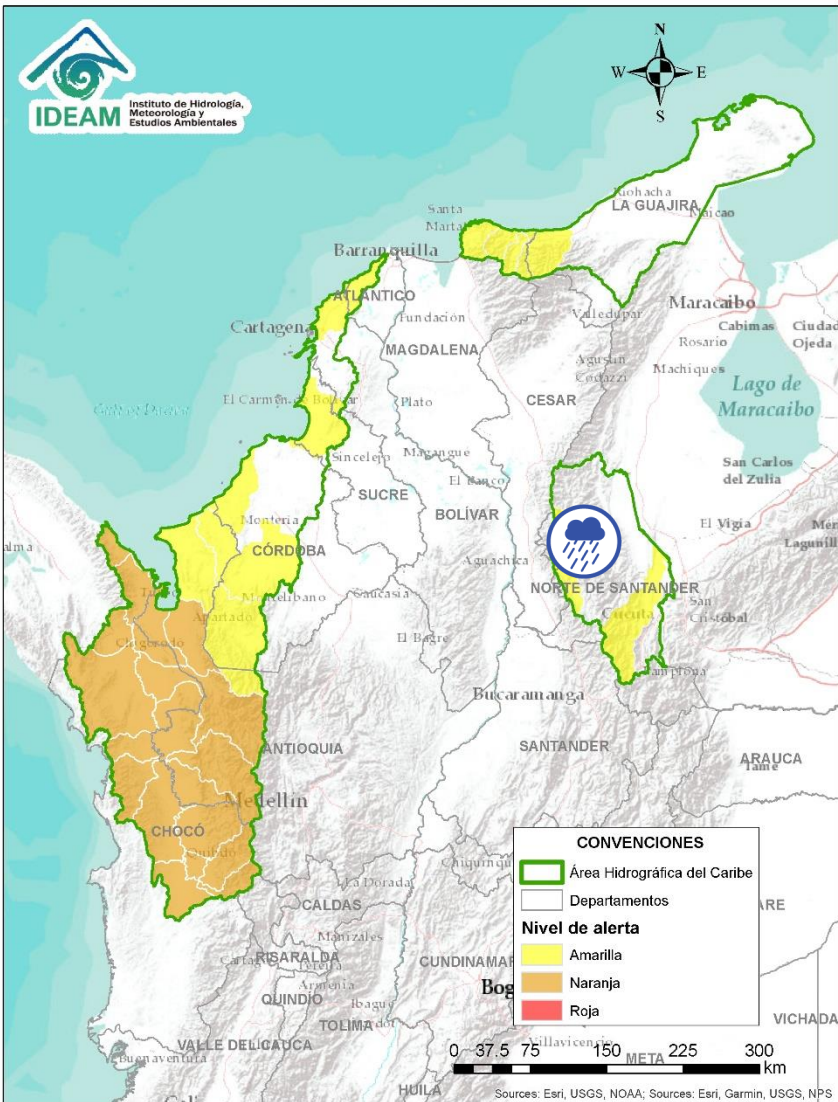 IDEAM
Instituto de Hidrología,
Meteorología y
Estudios Ambientales
N
W
E
S
Riohacha
LA GUAJIRA
Maicao
Santa
Marta
Barranquilla
ATLÁNTICO
Maracaibo
Cartagena
Fundación
Valledupar
Cabimas
Ciudad
Ojeda
Rosario
MAGDALENA
Agustín
Codazzi
Machiques
El Carmen de Bolívar
Plato
CESAR
Lago de
Maracaibo
Sincelejo
Magangué
San Carlos
del Zulia
SUCRE
El Banco
Montería
BOLÍVAR
El Vigía
CÓRDOBA
Aguachica
NORTE DE SANTANDER
Montelíbano
Caucasia
San
Cristóbal
Cúcuta
Apartadó
El Bagre
Chigorodó
Pamplona
Bucaramanga
ANTIOQUIA
SANTANDER
ARAUCA
Tame
Medellín
CHOCÓ
Quibdó
Chiquinqu
La Dorada
CALDAS
Manizales
RISARALDA
Pereira
CUNDINAMAR
Armenia
Bog
QUINDÍO
Ibagué
TOLIMA
VICHADA
VALLE DEL CAUCA
Villavicencio
Buenaventura
META
HUILA
CONVENCIONES
Área Hidrográfica del Caribe
Departamentos
Nivel de alerta
Amarilla
Naranja
Roja
0 37.5 75 150 225 300
km
Sources: Esri, USGS, NOAA; Sources: Esri, Garmin, USGS, NPS